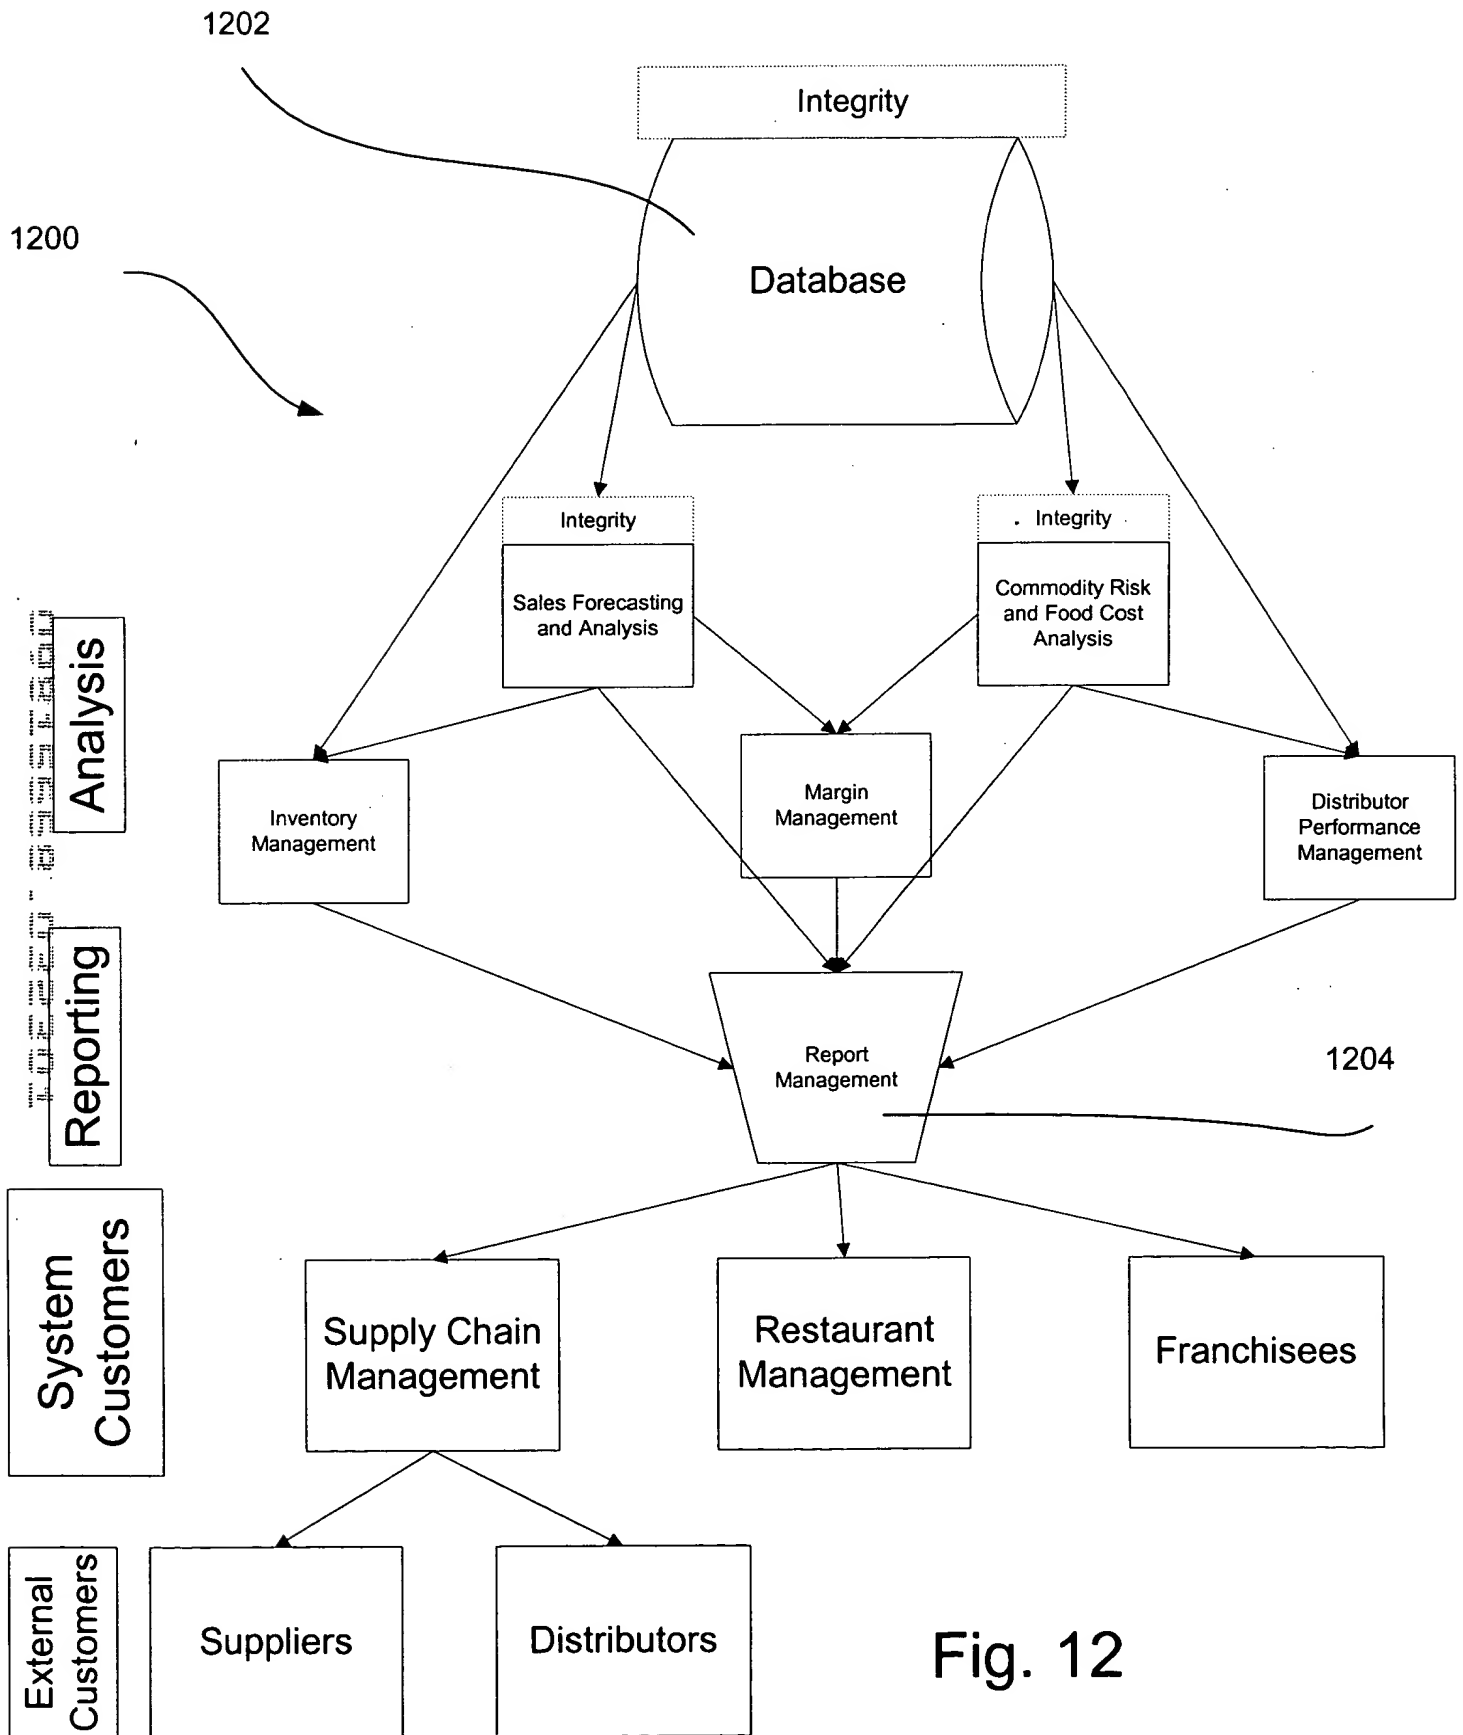 1202
Integrity
1200
Database
Integrity
Integrity
Sales Forecasting
and Analysis
Commodity Risk
and Food Cost
Analysis
Analysis
Inventory
Management
Margin
Management
Distributor
Performance
Management
Reporting
Report
Management
1204
System
Customers
Supply Chain
Management
Restaurant
Management
Franchisees
External
Customers
Suppliers
Distributors
Fig. 12